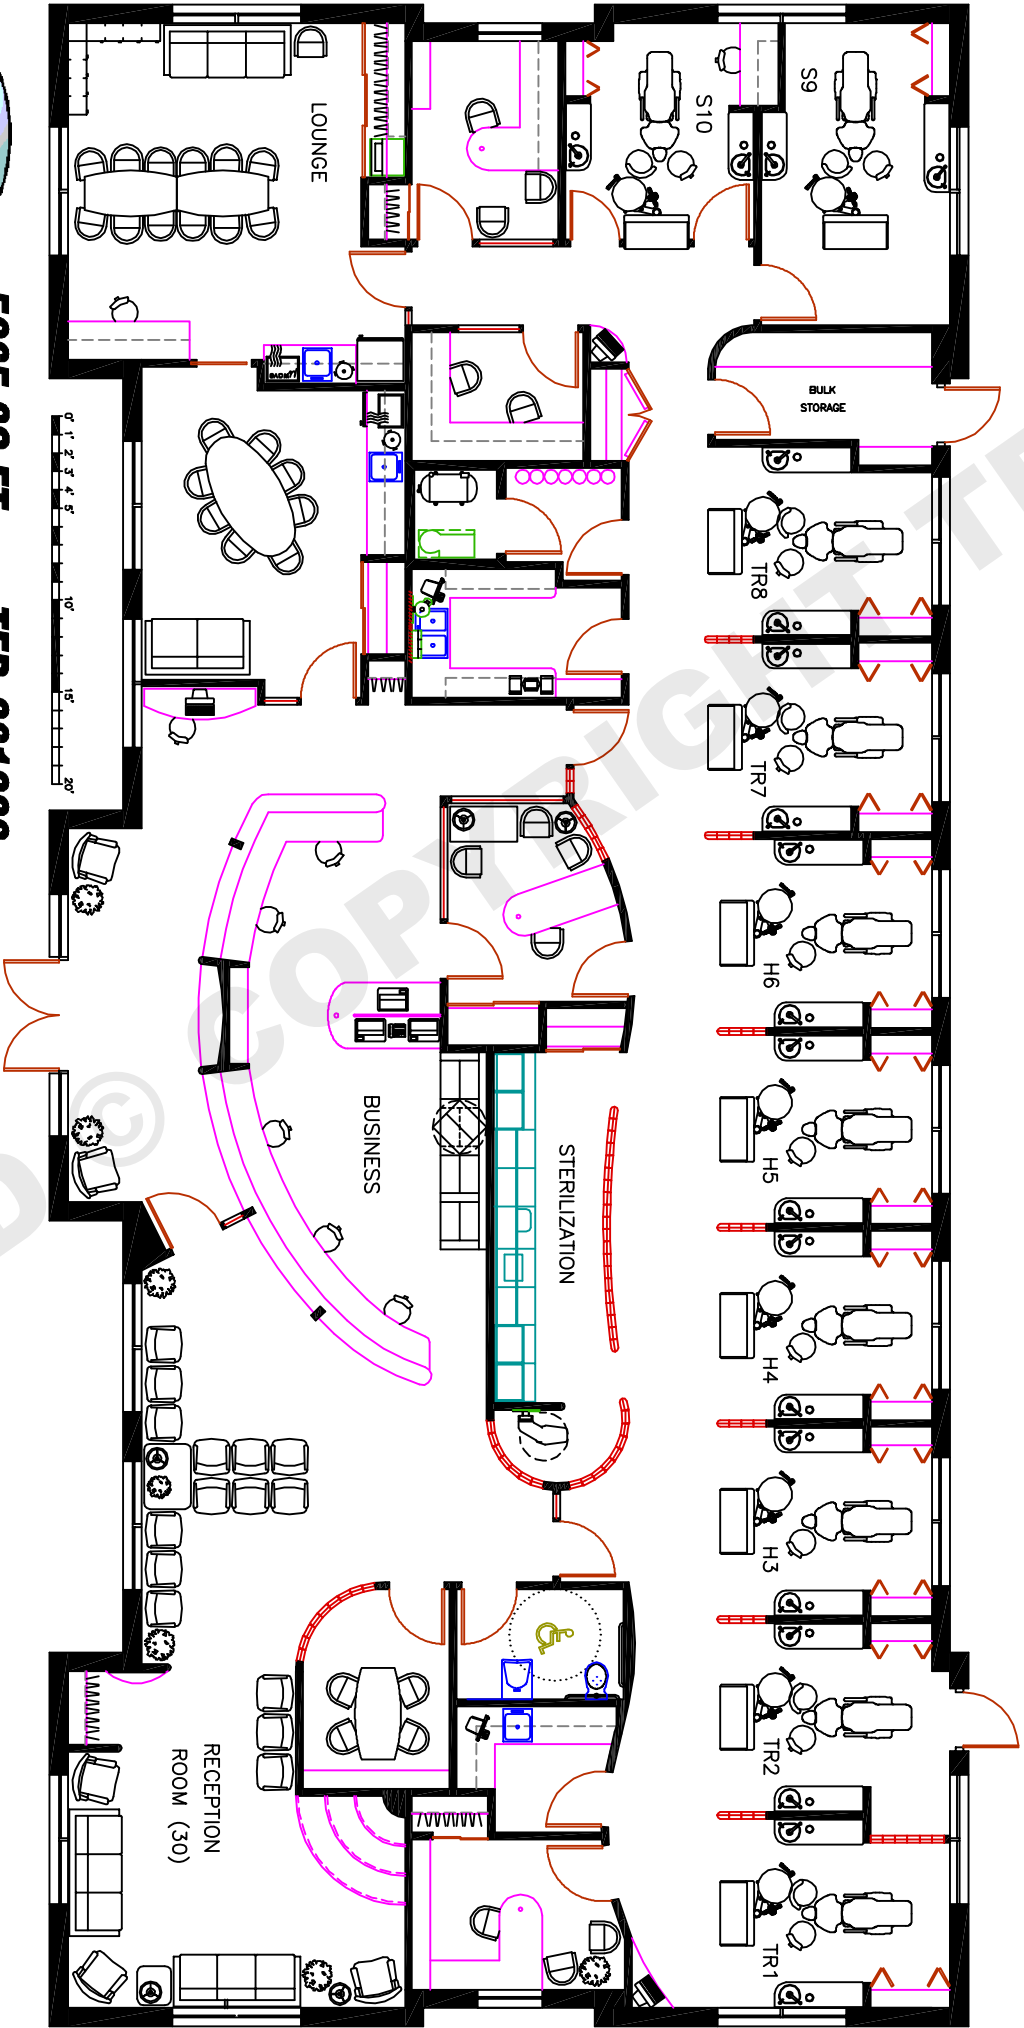 LOUNGE
S10
S9
BULK
STORAGE
0' 1' 2' 3' 4' 5' 10' 15' 20'
TR8
TR7
H6
H5
H4
H3
TR2
TR1
BUSINESS
STERILIZATION
RECEPTION
ROOM (30)
© COPYRIGHT